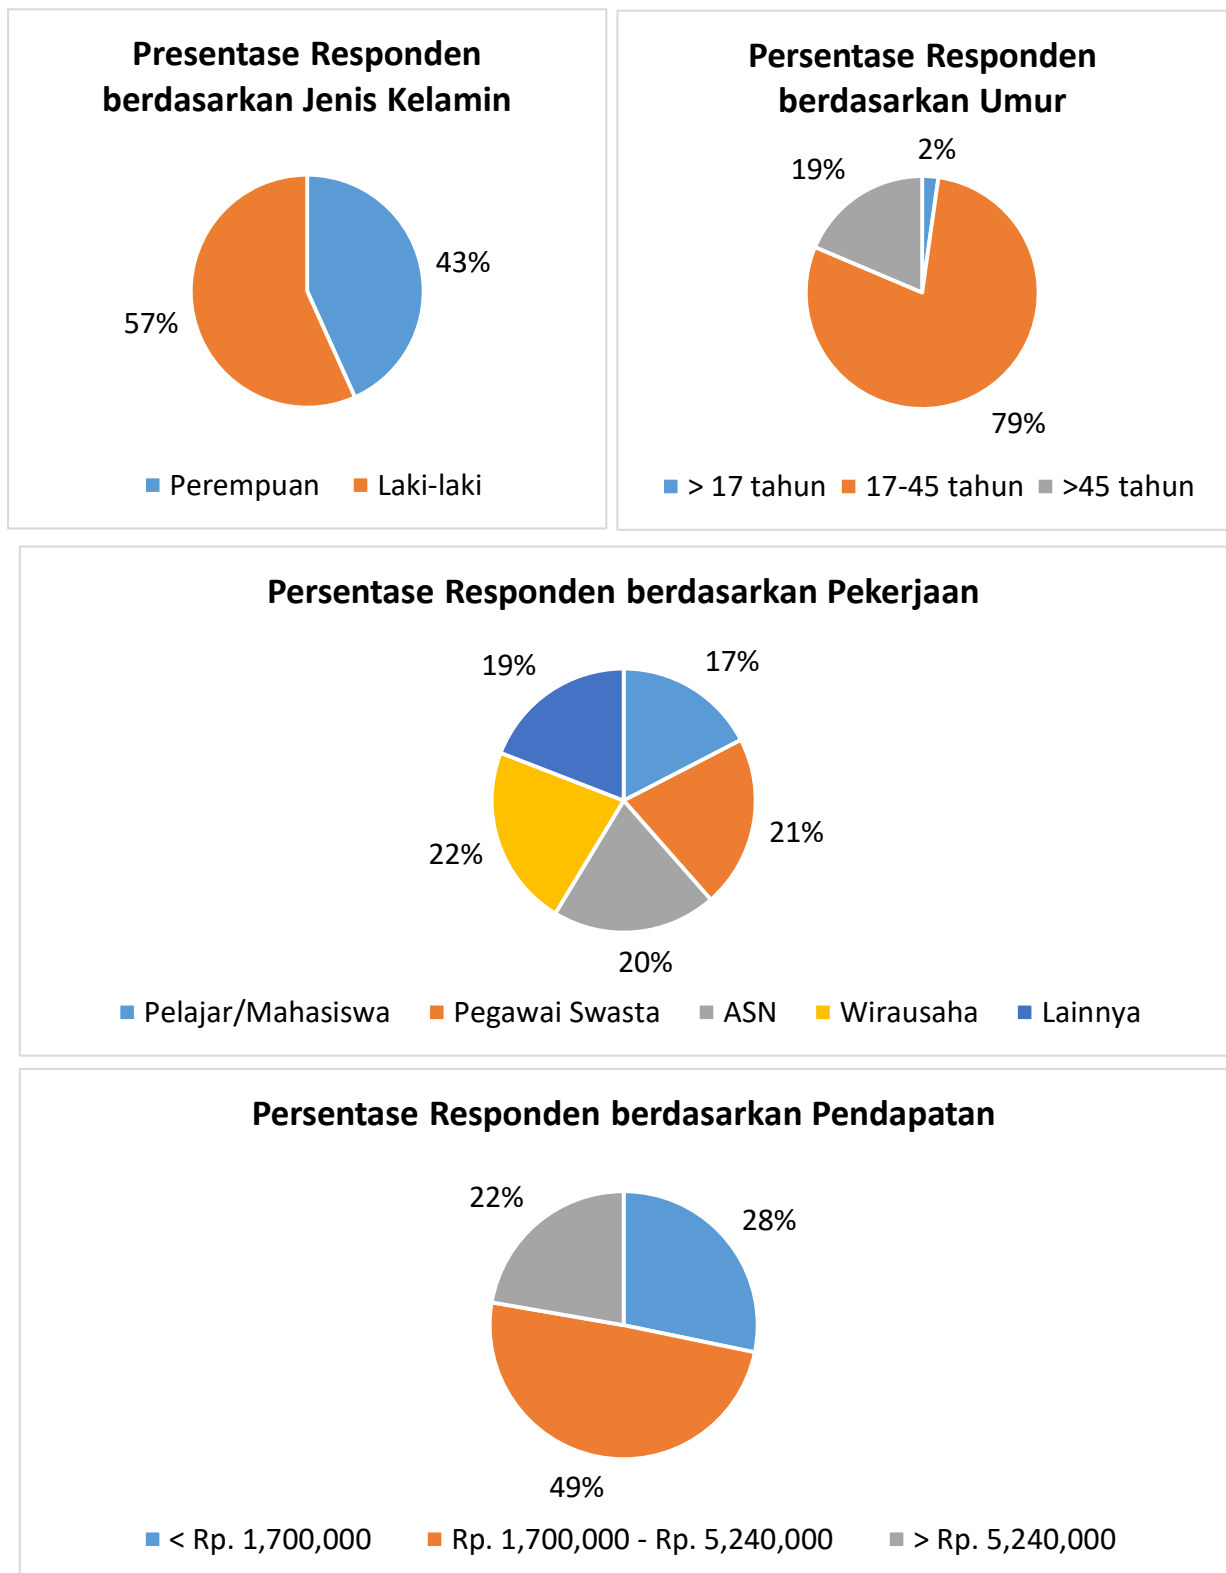 Presentase Responden
berdasarkan Jenis Kelamin
43%
57%
Perempuan Laki-laki
Persentase Responden
berdasarkan Umur
2%
19%
79%
> 17 tahun 17-45 tahun >45 tahun
Persentase Responden berdasarkan Pekerjaan
19% 17%
21%
22%
20%
Pelajar/Mahasiswa Pegawai Swasta ASN Wirausaha Lainnya
Persentase Responden berdasarkan Pendapatan
22%
28%
49%
< Rp. 1,700,000 Rp. 1,700,000 - Rp. 5,240,000 > Rp. 5,240,000